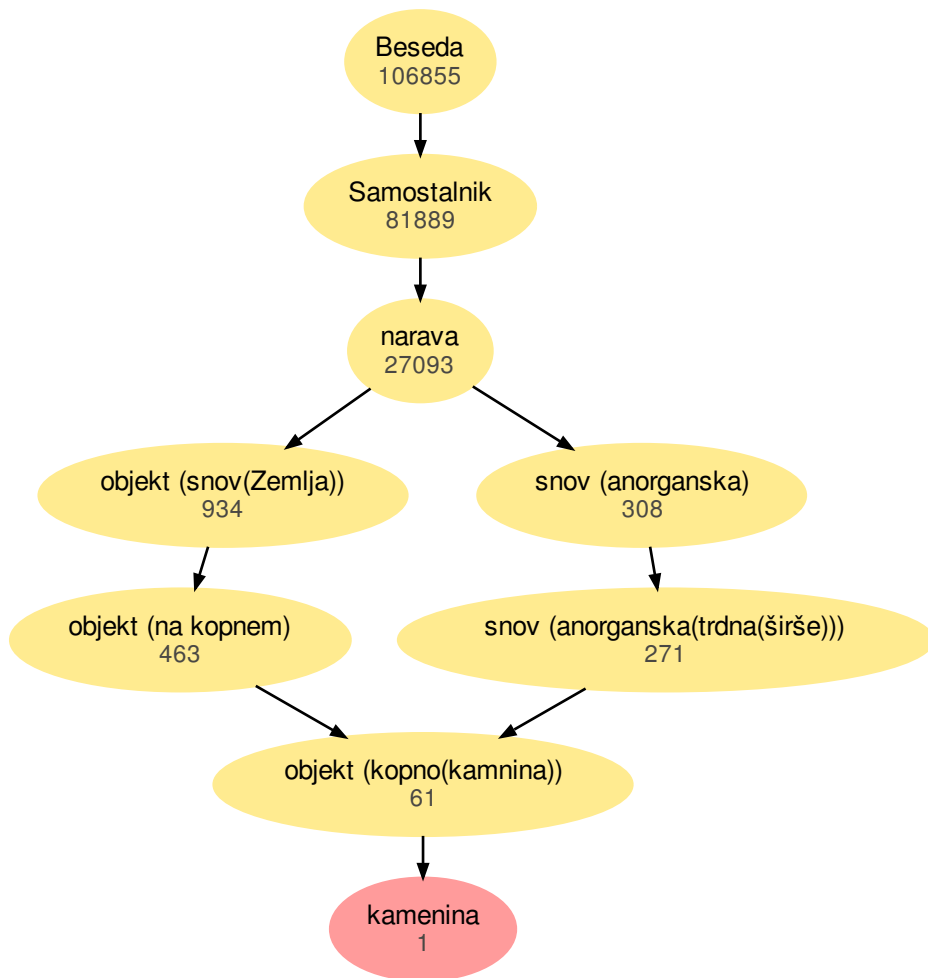 Beseda
106855
Samostalnik
81889
narava
27093
objekt (snov(Zemlja))
934
snov (anorganska)
308
objekt (na kopnem)
463
snov (anorganska(trdna(širše)))
271
objekt (kopno(kamnina))
61
kamenina
1